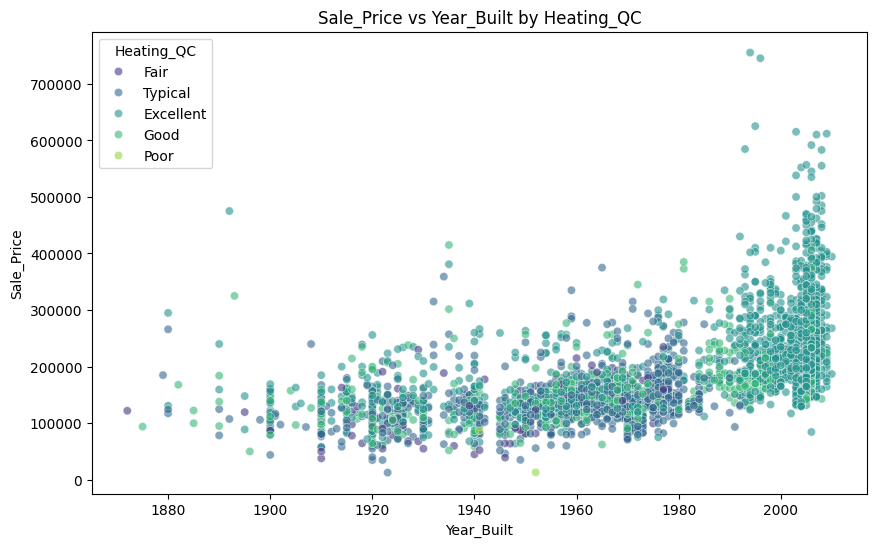 Sale_Price vs Year_Built by Heating_QC
Heating_QC
Fair
Typical
Excellent
Good
Poor
700000
600000
500000
400000
300000
200000
100000
0
Sale_Price
1880 1900 1920 1940 1960 1980 2000
Year_Built